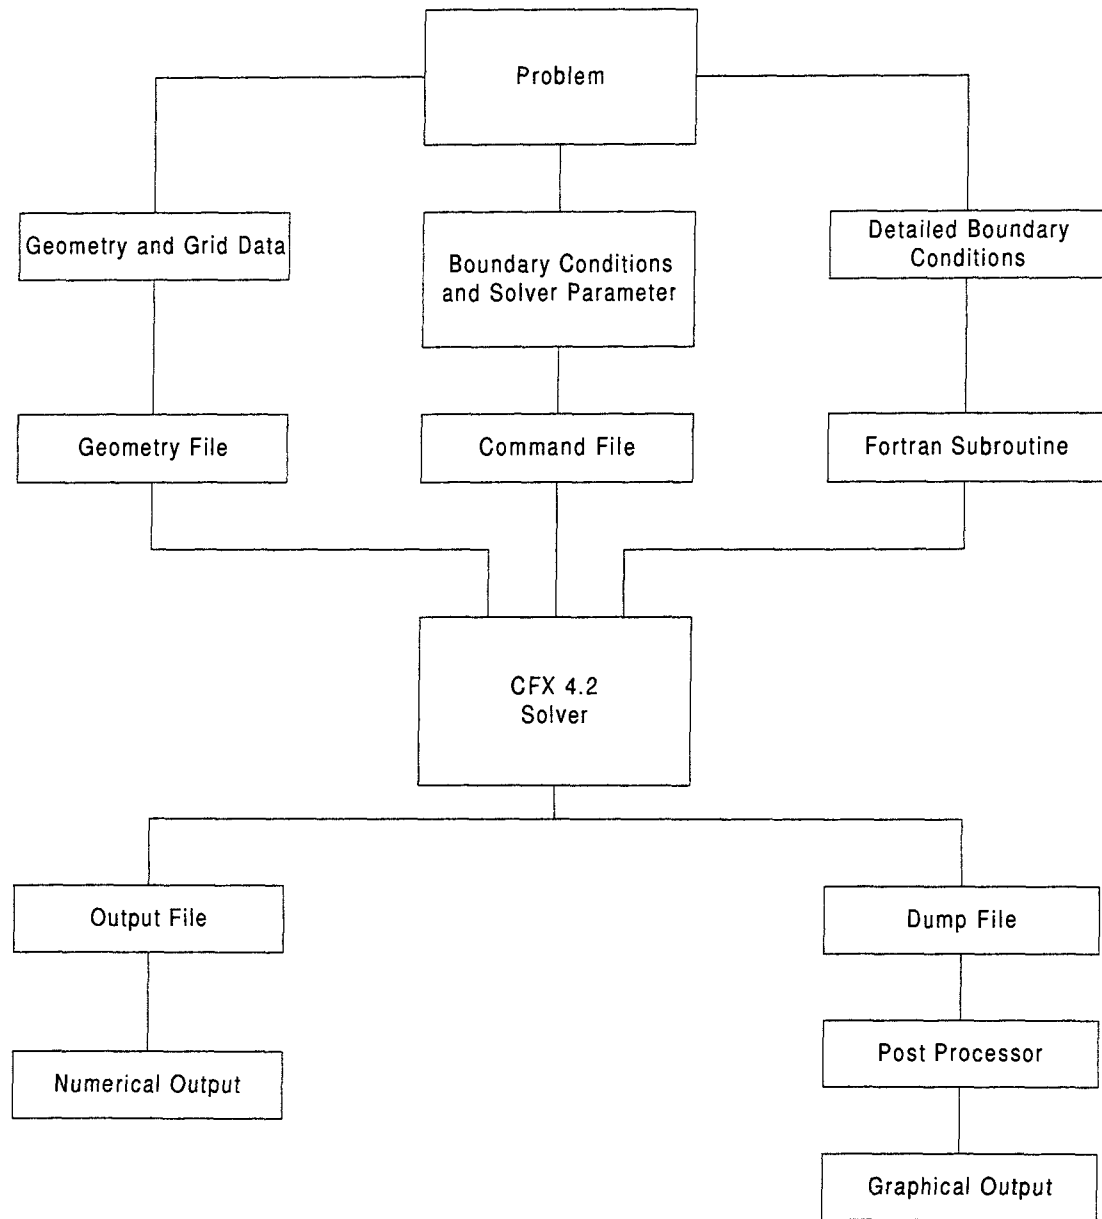 Problem
Geometry and Grid Data
Boundary Conditions
and Solver Parameter
Detailed Boundary
Conditions
Geometry File
Command File
Fortran Subroutine
CFX 4.2
Solver
Output File
Dump File
Numerical Output
Post Processor
Graphical Output